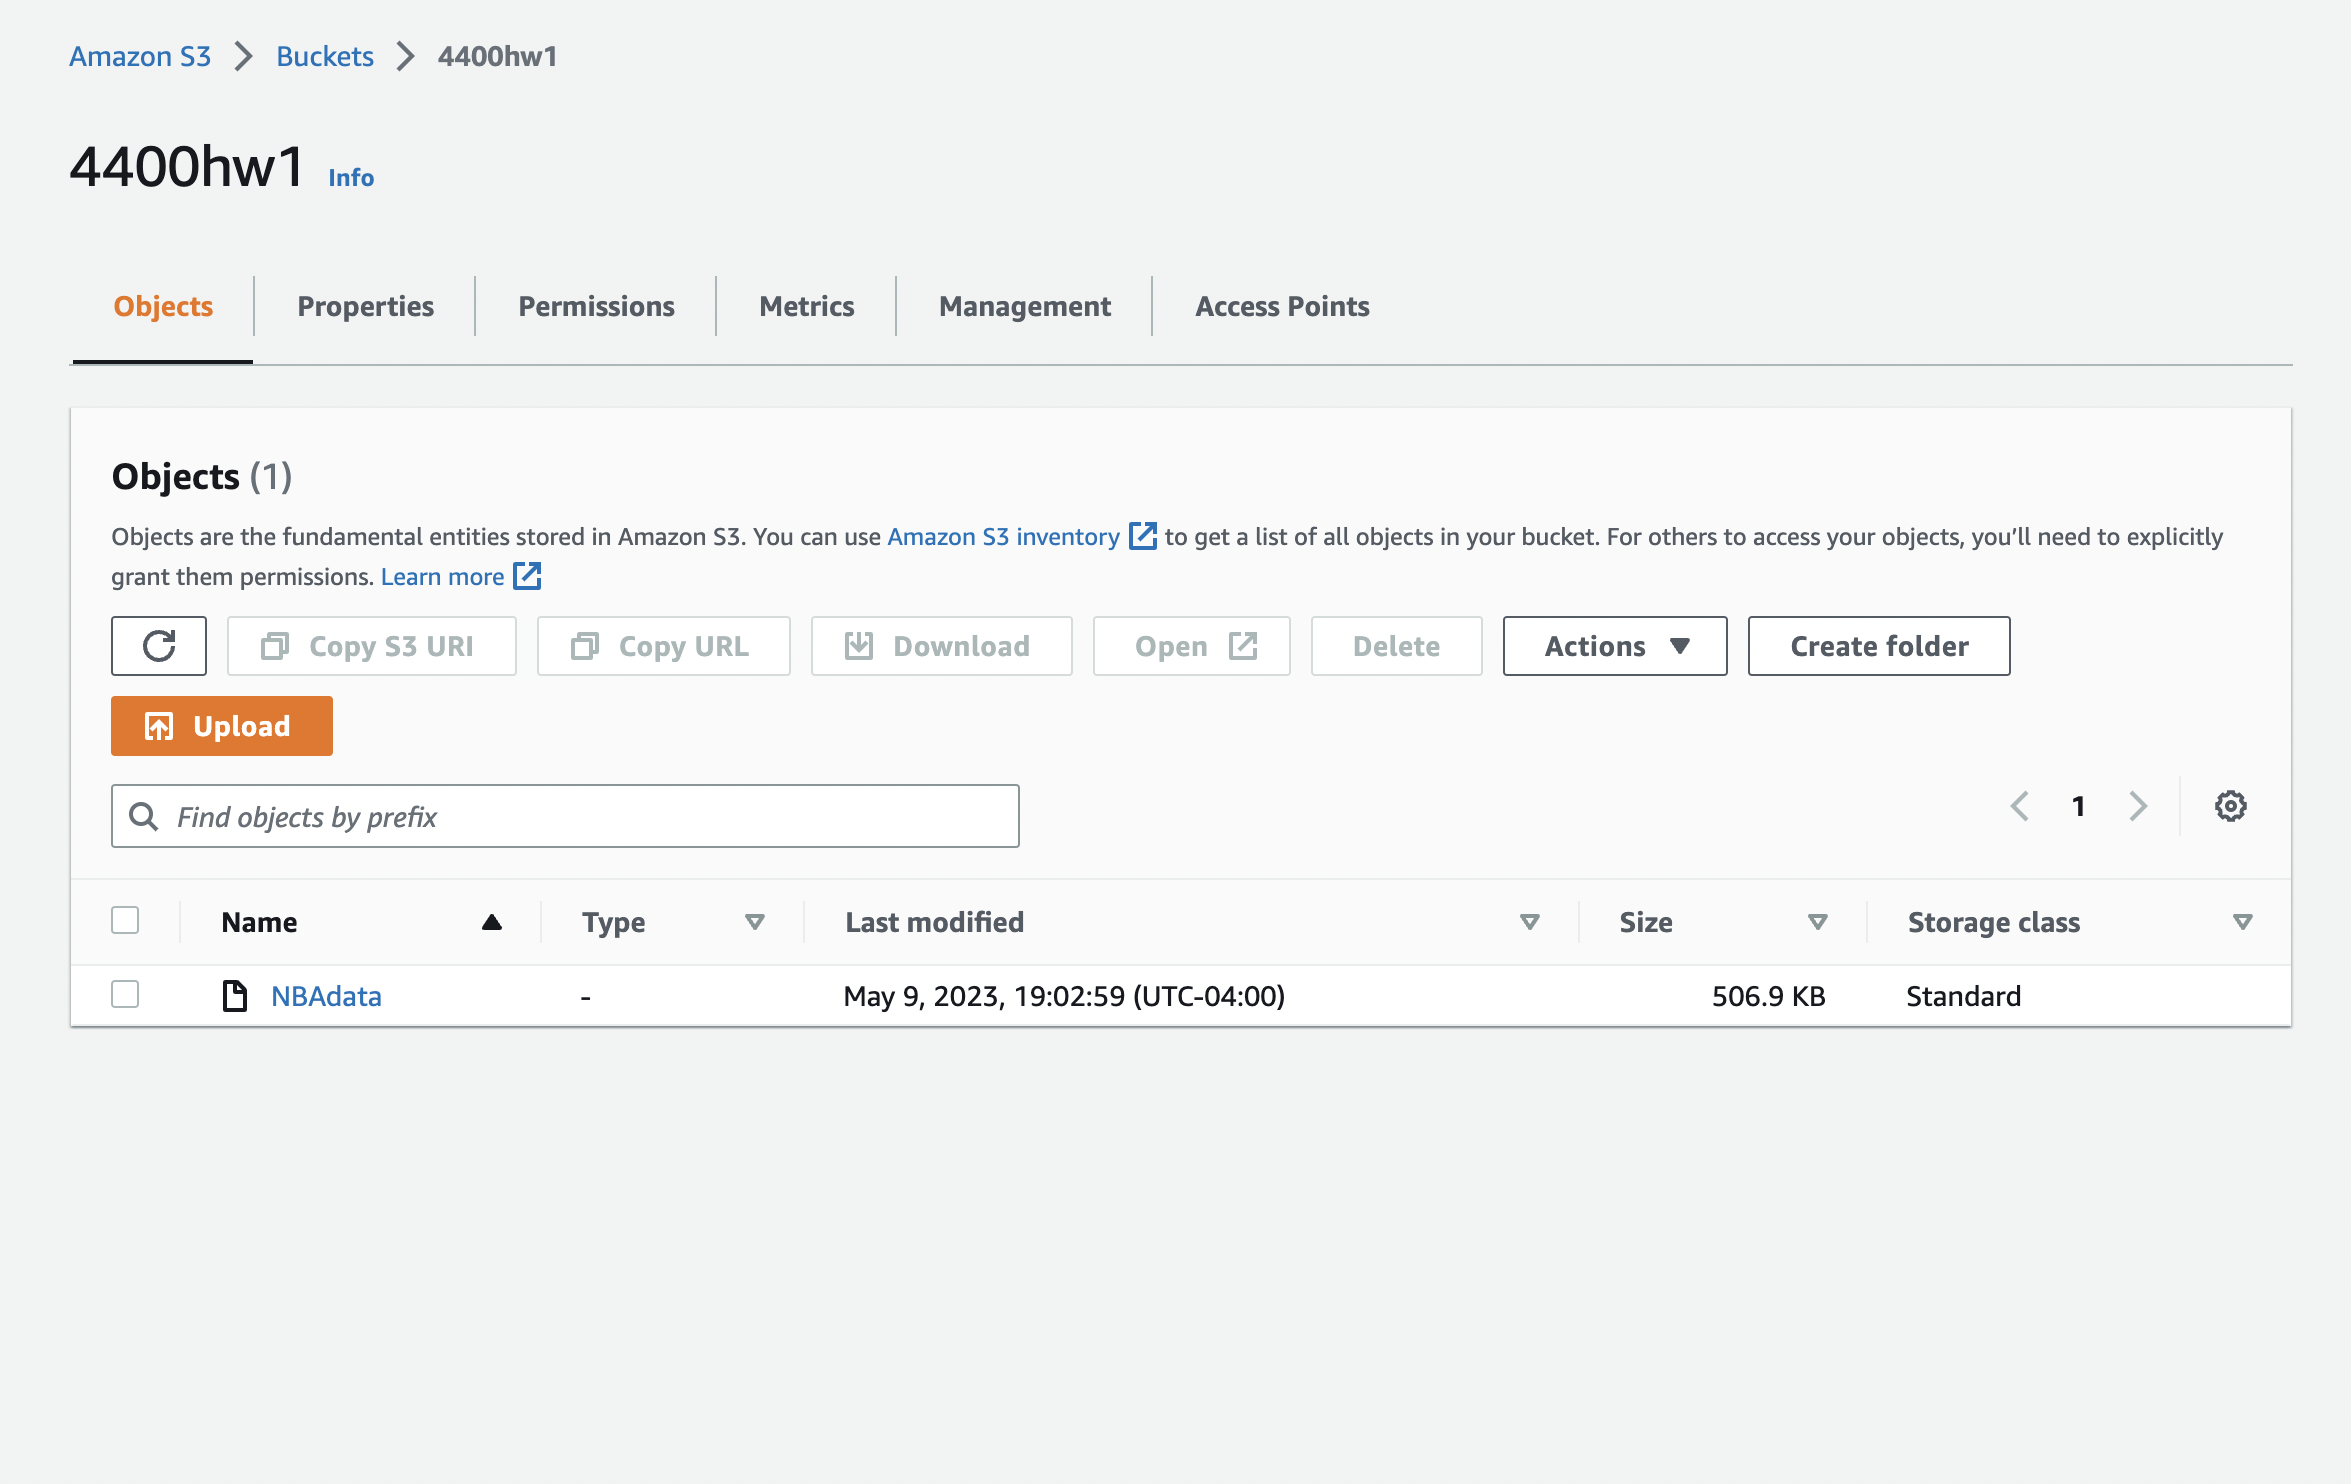 Amazon S3 > Buckets > 4400hw1
4400hw1 Info
Objects Properties Permissions Metrics Management Access Points
Objects (1)
Objects are the fundamental entities stored in Amazon S3. You can use Amazon S3 inventory to get a list of all objects in your bucket. For others to access your objects, you’ll need to explicitly
grant them permissions. Learn more
Copy S3 URI Copy URL Download Open Delete Actions Create folder
Upload
Find objects by prefix 1
Name Type Last modified Size Storage class
NBAdata - May 9, 2023, 19:02:59 (UTC-04:00) 506.9 KB Standard